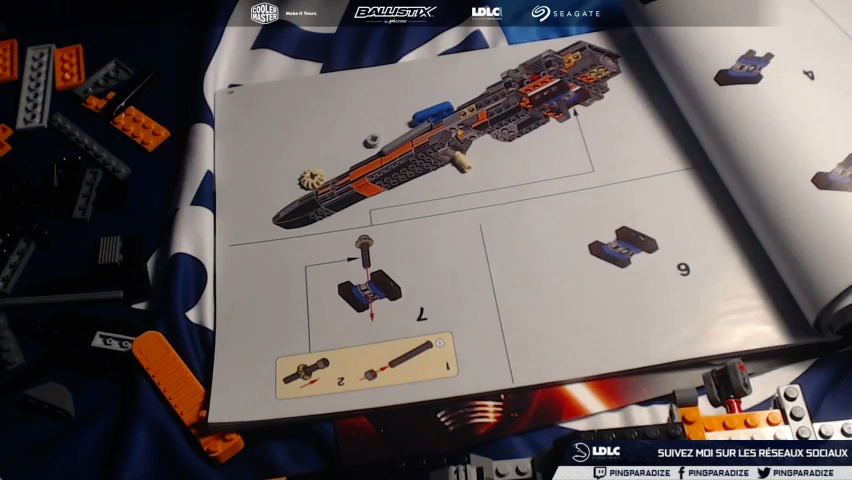 COOLER MASTER
Make It Yours
BALLISTIX
by Micron
LDLC
SEAGATE
4
6
7
2
1
LDLC
SUIVEZ MOI SUR LES RÉSEAUX SOCIAUX
PINGPARADIZE PINGPARADIZE PINGPARADIZE